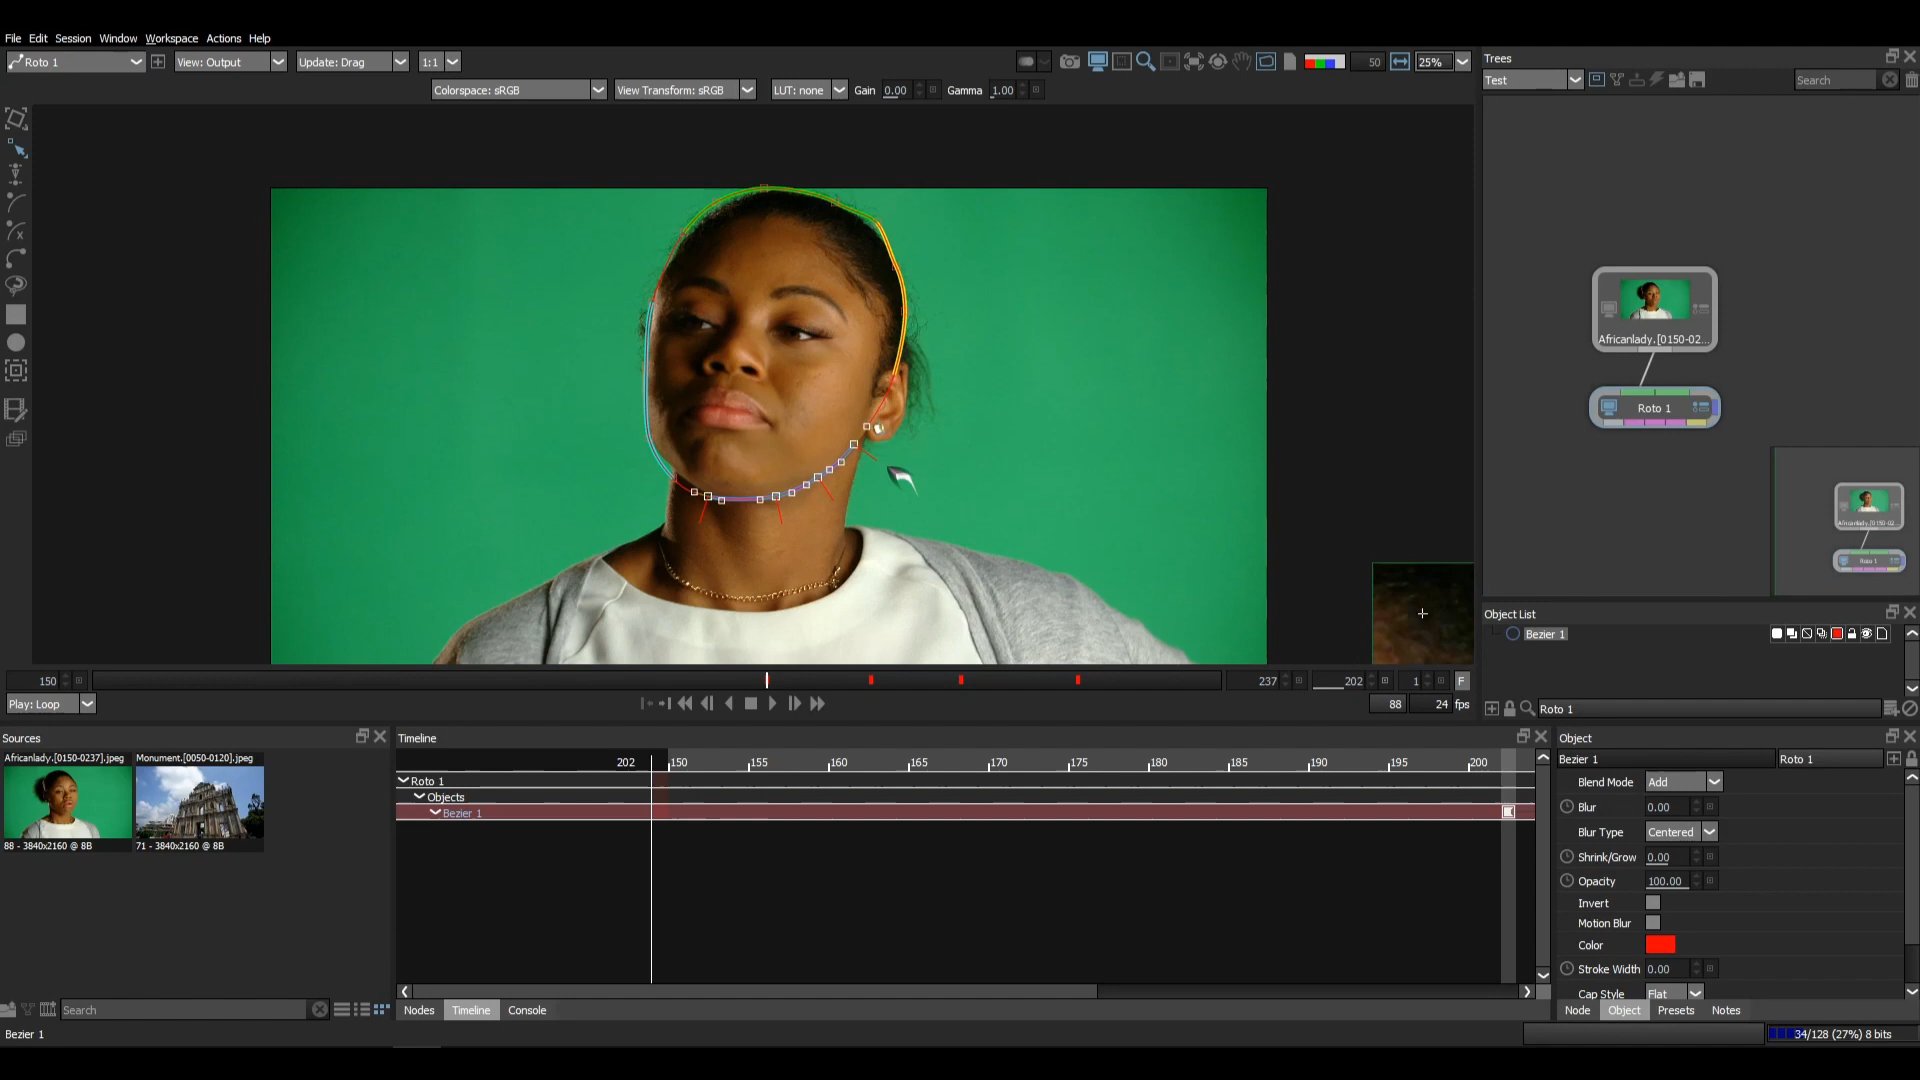 File Edit Session Window Workspace Actions Help
Roto 1 View: Output Update: Drag 1:1 50 25%
Colorspace: sRGB View Transform: sRGB LUT: none Gain 0.00 Gamma 1.00
Trees
Test Search
Africanlady.[0150-02...
Roto 1
Africanlady.[0150-02...
Roto 1
Object List
Bezier 1
150 237 202 1 F
Play: Loop 88 24 fps
Roto 1
Sources
Africanlady.[0150-0237].jpeg Monument.[0050-0120].jpeg
88 - 3840x2160 @ 8B 71 - 3840x2160 @ 8B
Search
Timeline
202 150 155 160 165 170 175 180 185 190 195 200
Roto 1
Objects
Bezier 1
Nodes Timeline Console
Object
Bezier 1 Roto 1
Blend Mode Add
Blur 0.00
Blur Type Centered
Shrink/Grow 0.00
Opacity 100.00
Invert
Motion Blur
Color
Stroke Width 0.00
Cap Style Flat
Node Object Presets Notes
Bezier 1
34/128 (27%) 8 bits